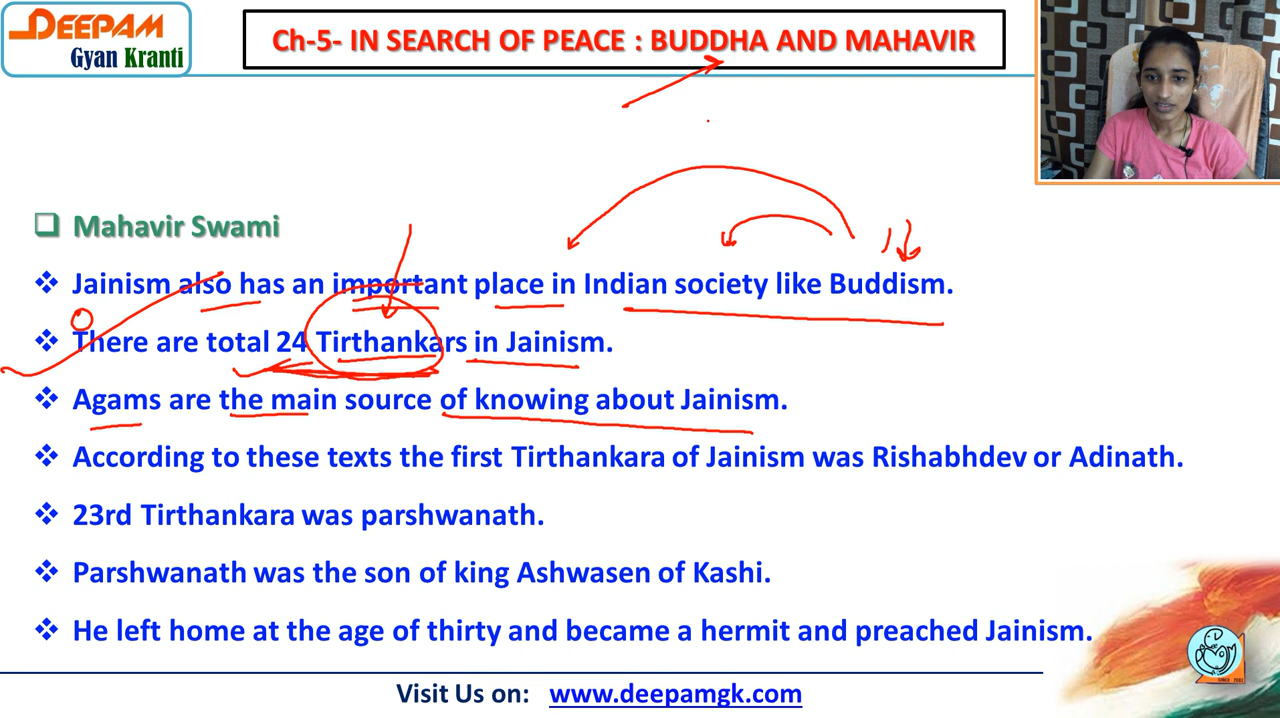 DEEPAM
Gyan Kranti
Ch-5- IN SEARCH OF PEACE : BUDDHA AND MAHAVIR
Mahavir Swami
Jainism also has an important place in Indian society like Buddism.
There are total 24 Tirthankars in Jainism.
Agams are the main source of knowing about Jainism.
According to these texts the first Tirthankara of Jainism was Rishabhdev or Adinath.
23rd Tirthankara was parshwanath.
Parshwanath was the son of king Ashwasen of Kashi.
He left home at the age of thirty and became a hermit and preached Jainism.
SINCE 2002
Visit Us on: www.deepamgk.com